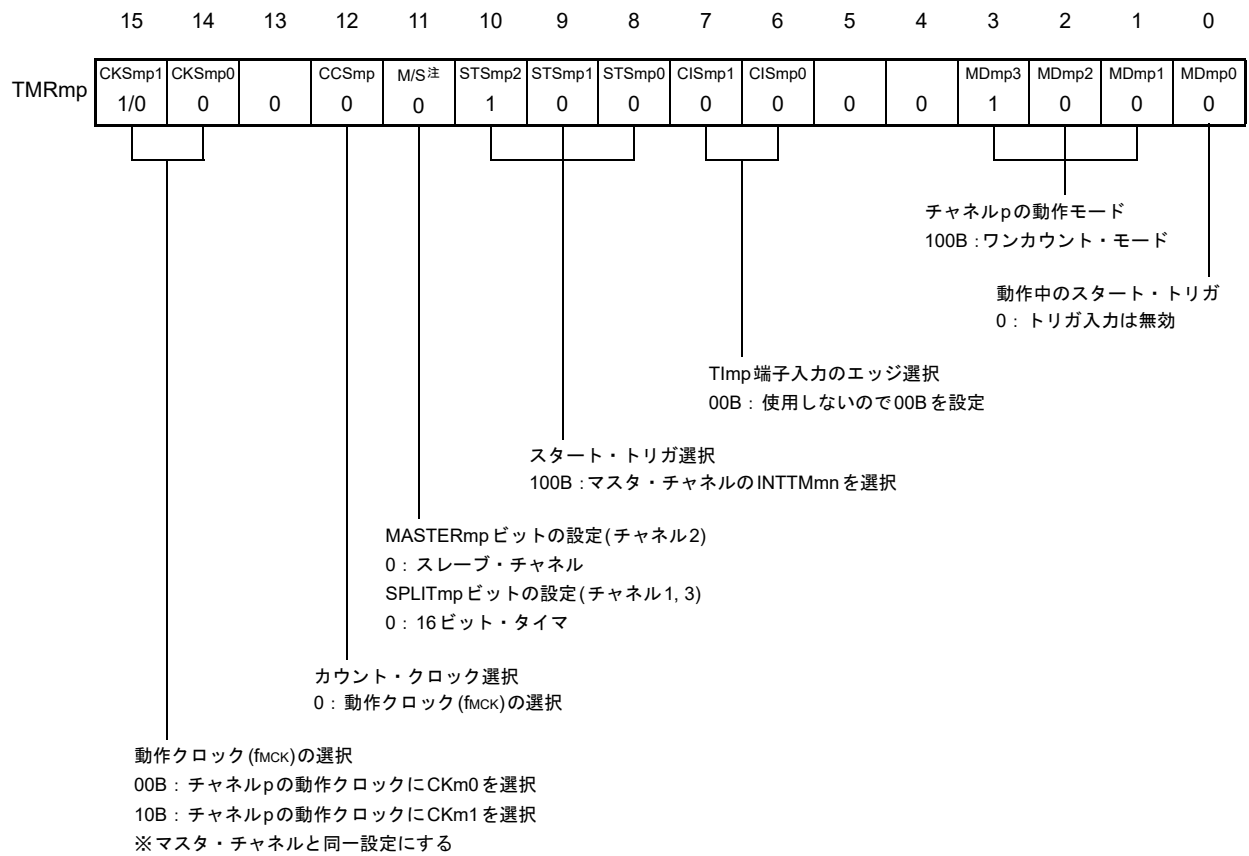 15 14 13 12 11 10 9 8 7 6 5 4 3 2 1 0
TMRmp
CKSmp1 CKSmp0 CCSmp M/S注 STSmp2 STSmp1 STSmp0 CISmp1 CISmp0 MDmp3 MDmp2 MDmp1 MDmp0
1/0 0 0 0 0 1 0 0 0 0 0 0 1 0 0 0
チャネルpの動作モード
100B：ワンカウント・モード
動作中のスタート・トリガ
0：トリガ入力は無効
TImp端子入力のエッジ選択
00B：使用しないので00Bを設定
スタート・トリガ選択
100B：マスタ・チャネルのINTTMmnを選択
MASTERmpビットの設定(チャネル2)
0：スレーブ・チャネル
SPLITmpビットの設定(チャネル1, 3)
0：16ビット・タイマ
カウント・クロック選択
0：動作クロック(fMCK)の選択
動作クロック(fMCK)の選択
00B：チャネルpの動作クロックにCKm0を選択
10B：チャネルpの動作クロックにCKm1を選択
※マスタ・チャネルと同一設定にする